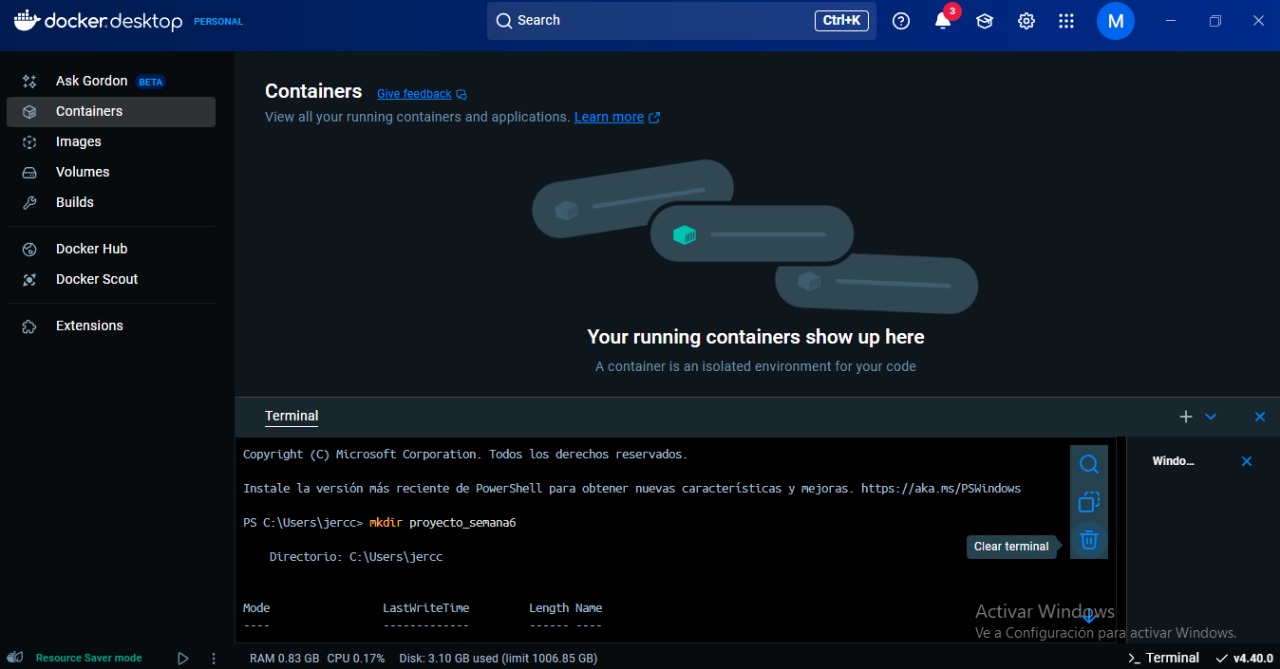 docker.desktop PERSONAL
Search
Ctrl+K
3
M
Ask Gordon BETA
Containers
Images
Volumes
Builds
Docker Hub
Docker Scout
Extensions
Containers Give feedback
View all your running containers and applications. Learn more
Your running containers show up here
A container is an isolated environment for your code
Terminal
Copyright (C) Microsoft Corporation. Todos los derechos reservados.
Instale la versión más reciente de PowerShell para obtener nuevas características y mejoras. https://aka.ms/PSWindows
PS C:\Users\jercc> mkdir proyecto_semana6
Directorio: C:\Users\jercc
Mode LastWriteTime Length Name
---- ------------- ------ ----
Windo...
Clear terminal
Activar Windows
Ve a Configuración para activar Windows.
Resource Saver mode
RAM 0.83 GB CPU 0.17% Disk: 3.10 GB used (limit 1006.85 GB)
>_ Terminal
v4.40.0